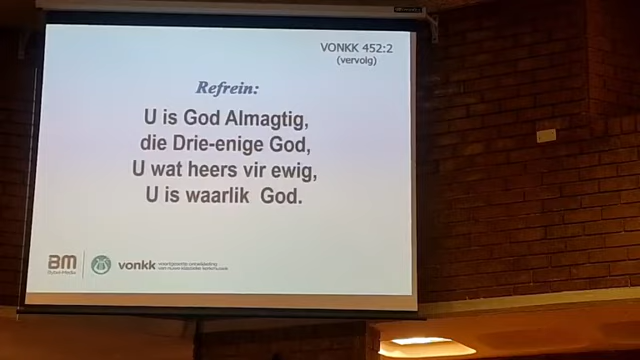 VONKK 452:2
(vervolg)
Refrein:
U is God Almagtig,
die Drie-enige God,
U wat heers vir ewig,
U is waarlik God.
BM
vonkk